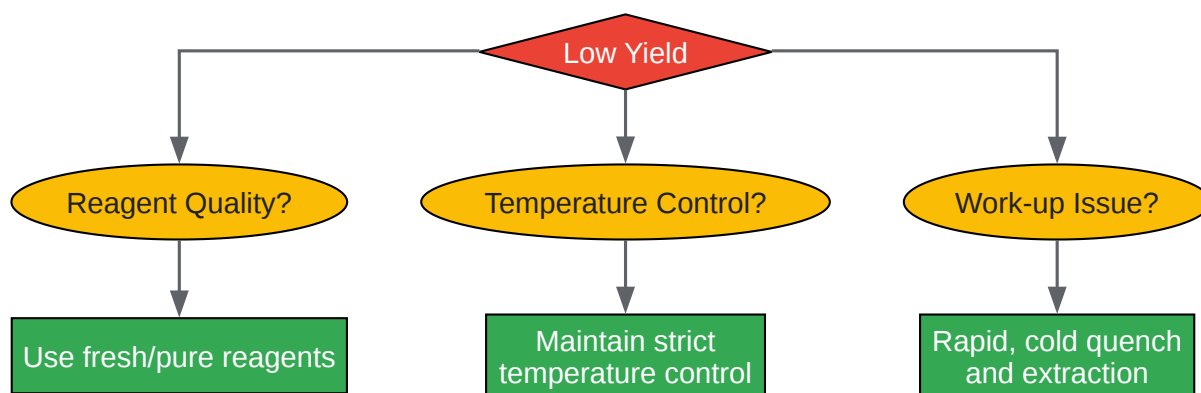 Low Yield
Reagent Quality?
Temperature Control?
Work-up Issue?
Use fresh/pure reagents
Maintain strict
temperature control
Rapid, cold quench
and extraction